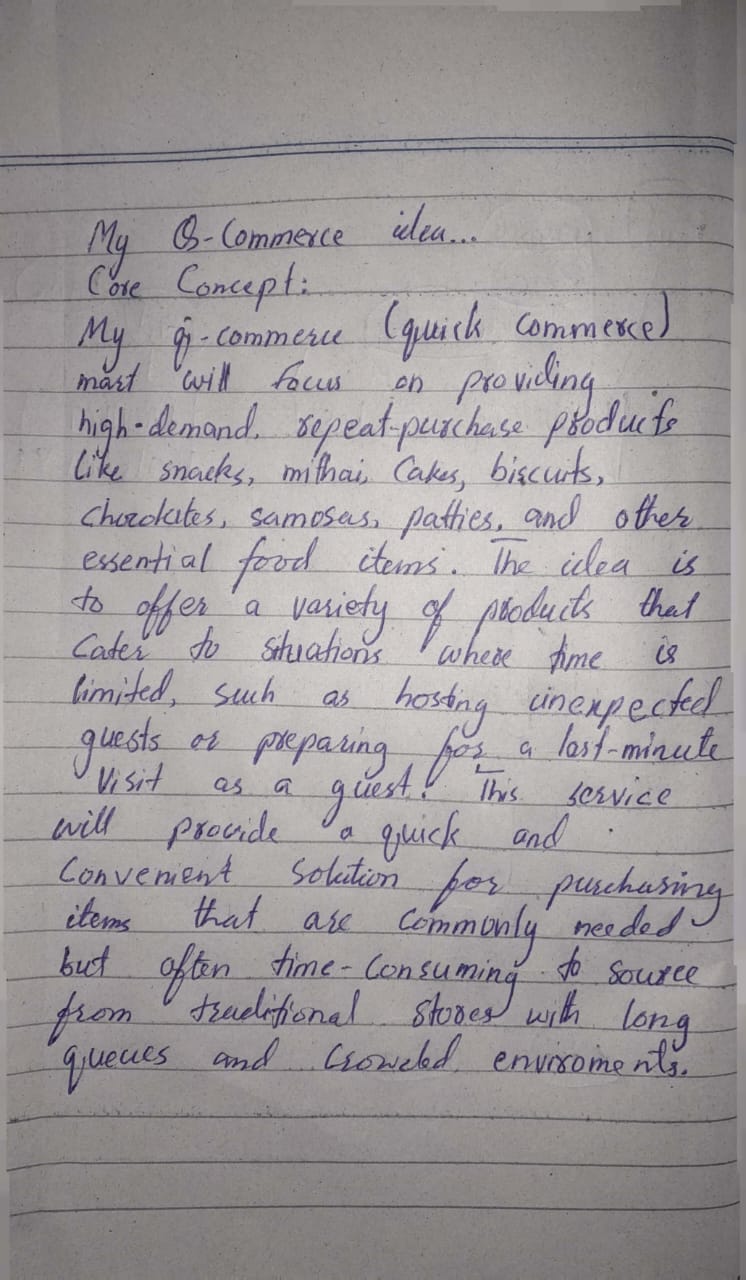 My Q-Commerce idea...
Core Concept:
My q-commerce (quick commerce)
mart will focus on providing
high-demand, repeat-purchase products
like snacks, mithai, Cakes, biscuits,
chocolates, samosas, patties, and other
essential food items. The idea is
to offer a variety of products that
Cater to situations where time is
limited, such as hosting unexpected
guests or preparing for a last-minute
Visit as a guest. This service
will provide a quick and
Convenient Solution for purchasing
items that are commonly needed
but often time-consuming to source
from traditional stores with long
queues and crowded enviroments.